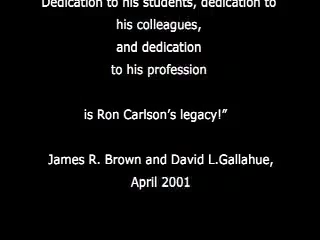 Dedication to his students, dedication to
his colleagues,
and dedication
to his profession
is Ron Carlson’s legacy!”
James R. Brown and David L.Gallahue,
April 2001